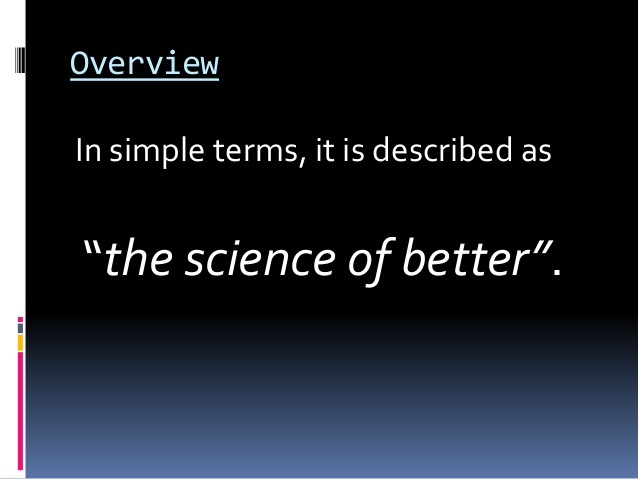 Overview
In simple terms, it is described as
“the science of better”.